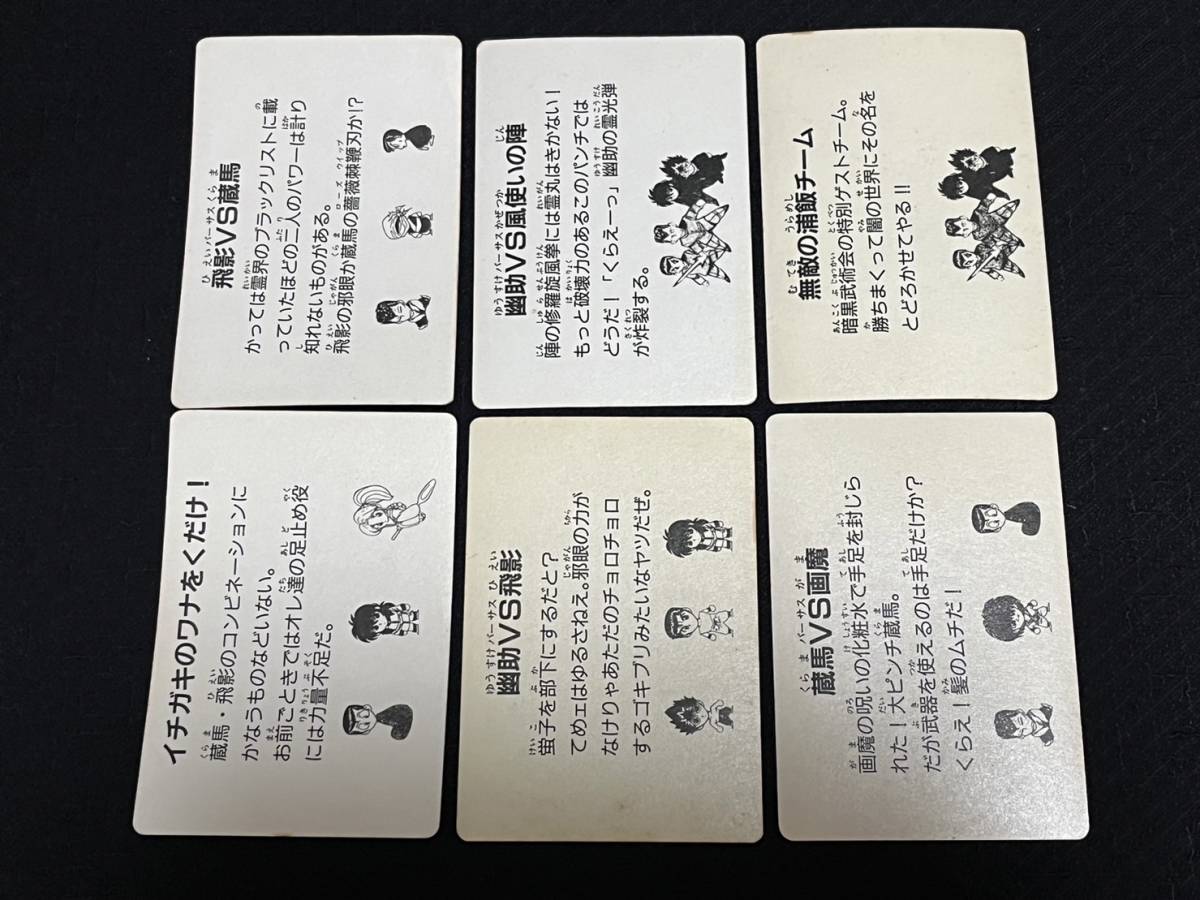 イチガキのワナをくだけ！
蔵馬・飛影のコンビネーションに
かなうものなどいない。
お前ごときではオレ達の足止め役
には力量不足だ。
飛影VS蔵馬
かっては霊界のブラックリストに載
っていたほどの二人のパワーは計り
知れないものがある。
飛影の邪眼か蔵馬の薔薇棘鞭刃か!?
幽助VS飛影
螢子を部下にするだと？
てめェはゆるさねえ。邪眼の力が
なけりゃあただのチョロチョロ
するゴキブリみたいなヤツだぜ。
幽助VS風使いの陣
陣の修羅旋風拳には霊丸はきかない！
もっと破壊力のあるこのパンチでは
どうだ！「くらえーっ」幽助の霊光弾
が炸裂する。
蔵馬VS画魔
画魔の呪いの化粧水で手足を封じら
れた！大ピンチ蔵馬。
だが武器を使えるのは手足だけか？
くらえ！髪のムチだ！
無敵の浦飯チーム
暗黒武術会の特別ゲストチーム。
勝ちまくって闇の世界にその名を
とどろかせてやる!!